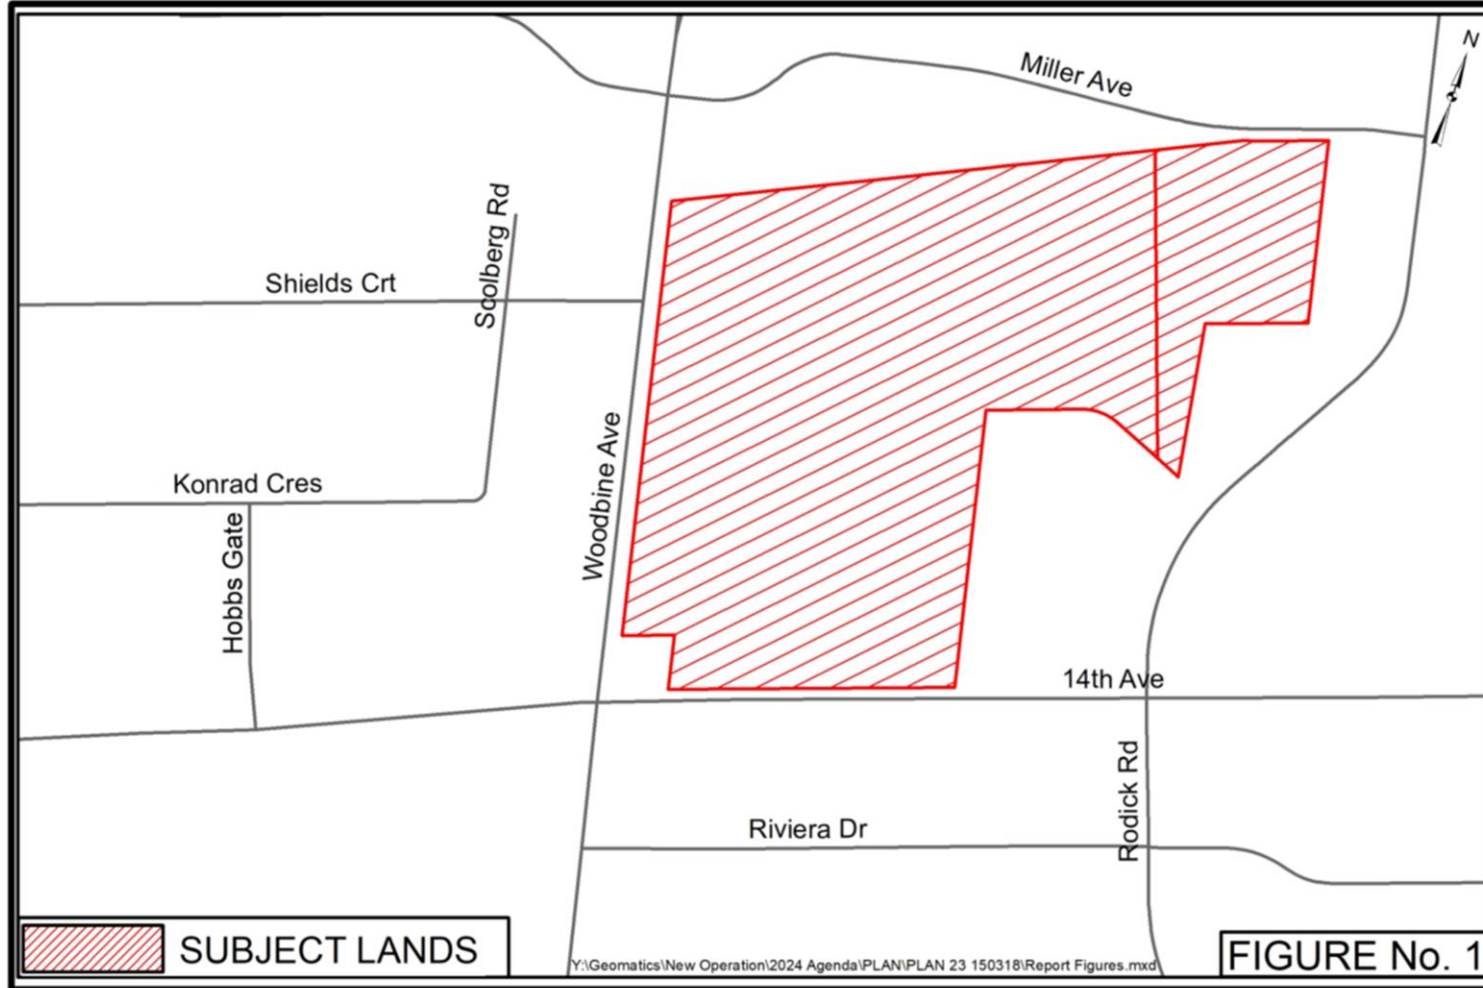 N
Miller Ave
Scolberg Rd
Shields Crt
Woodbine Ave
Konrad Cres
Hobbs Gate
14th Ave
Rodick Rd
Riviera Dr
SUBJECT LANDS
Y:\Geomatics\New Operation\2024 Agenda\PLAN\PLAN 23 150318\Report Figures.mxd
FIGURE No. 1